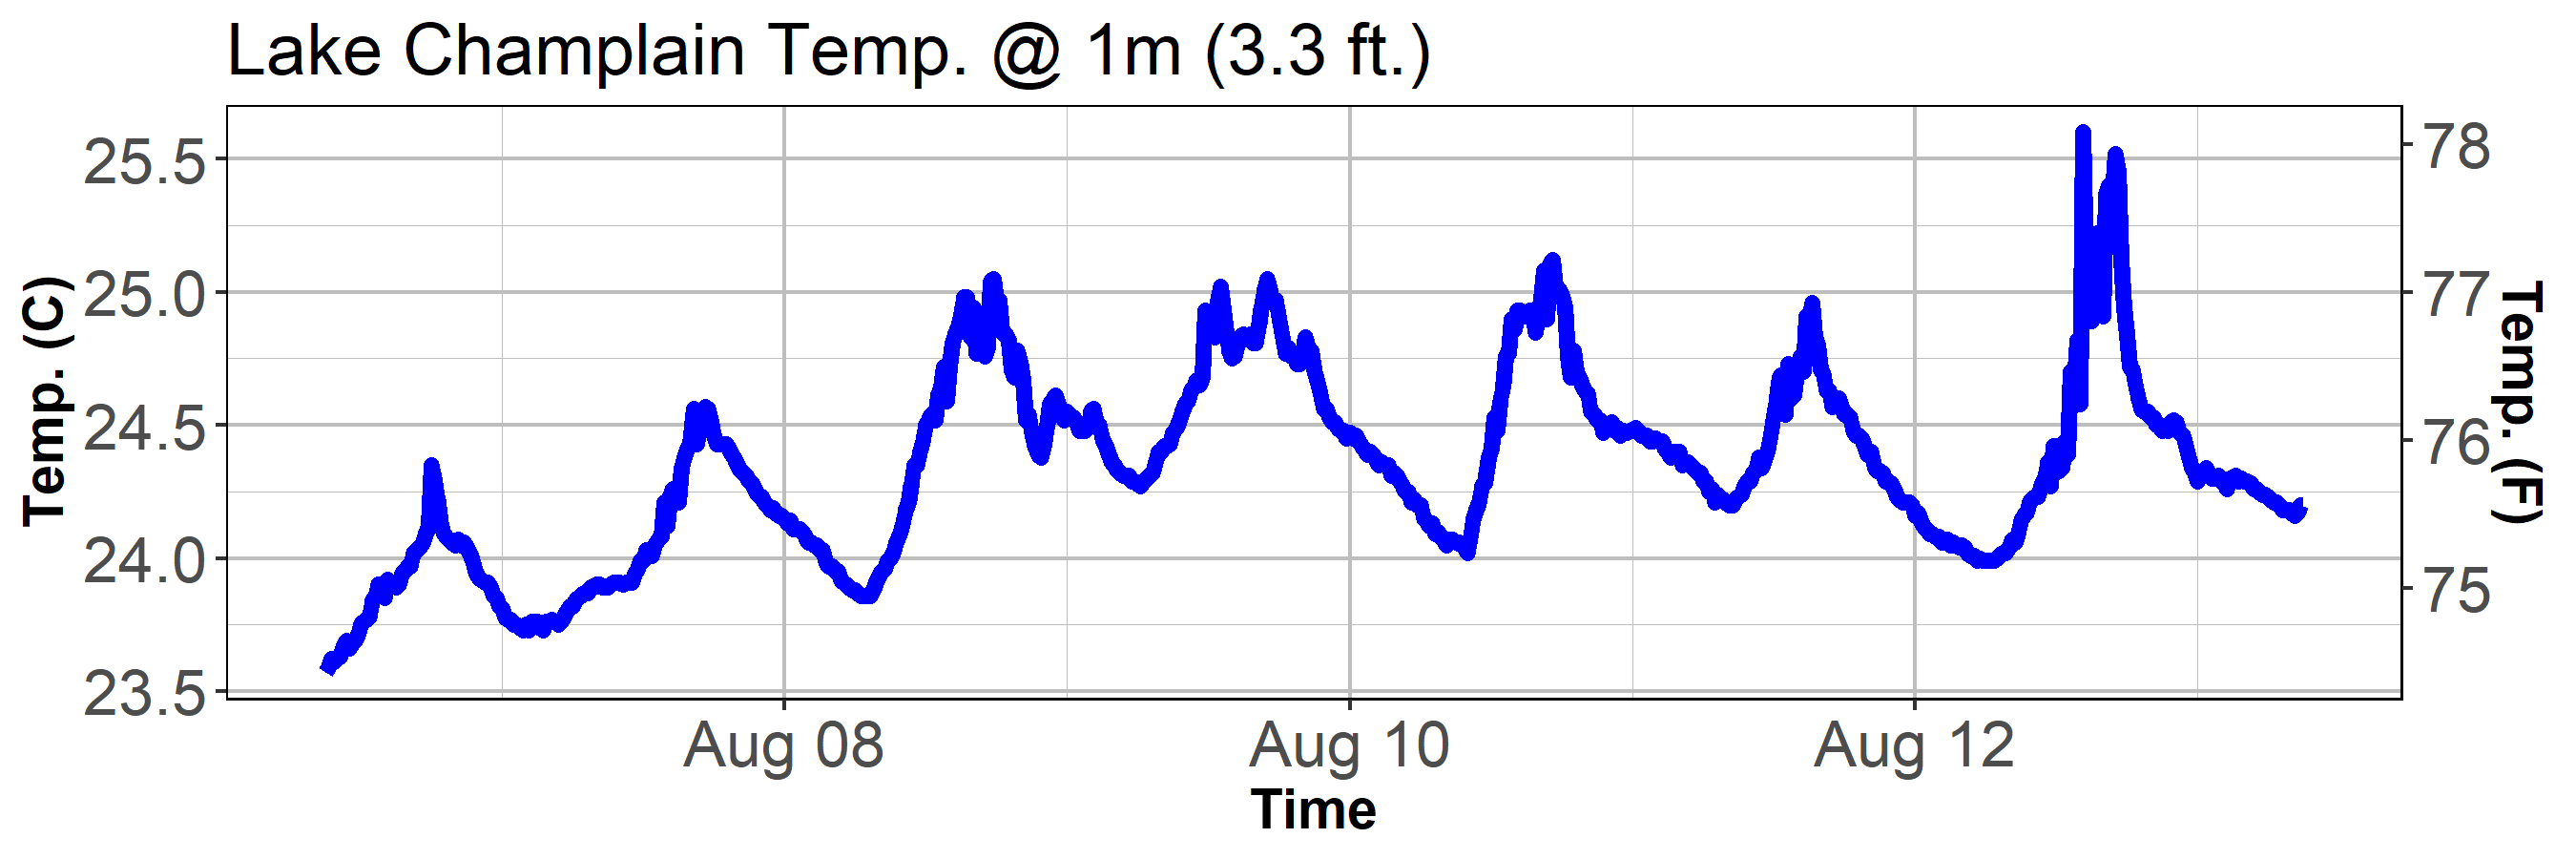 Lake Champlain Temp. @ 1m (3.3 ft.)
25.5
25.0
24.5
24.0
23.5
Temp. (C)
78
77
76
75
Temp. (F)
Aug 08 Aug 10 Aug 12
Time